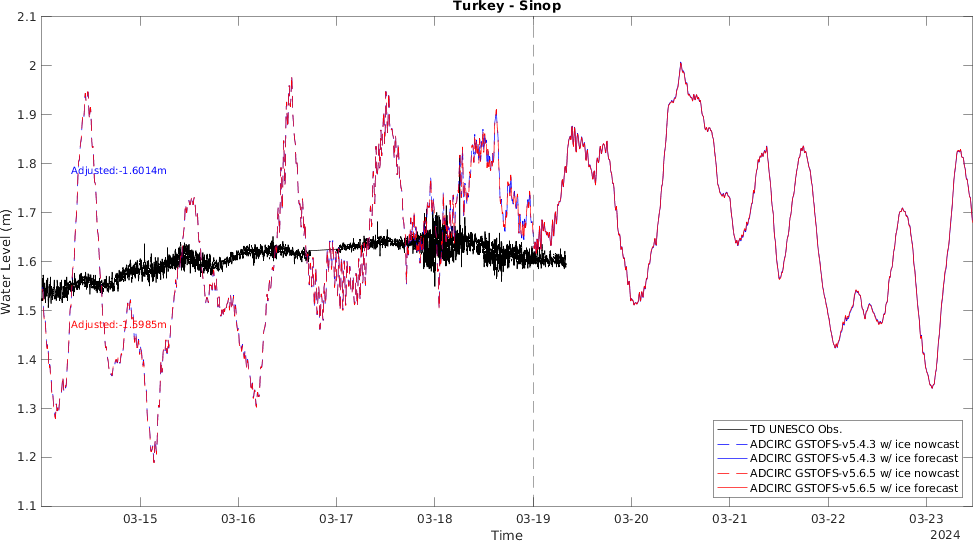 Turkey - Sinop
2.1
2
1.9
1.8
1.7
1.6
1.5
1.4
1.3
1.2
1.1
Water Level (m)
Adjusted:-1.6014m
Adjusted:-1.5985m
TD UNESCO Obs.
ADCIRC GSTOFS-v5.4.3 w/ ice nowcast
ADCIRC GSTOFS-v5.4.3 w/ ice forecast
ADCIRC GSTOFS-v5.6.5 w/ ice nowcast
ADCIRC GSTOFS-v5.6.5 w/ ice forecast
03-15 03-16 03-17 03-18 03-19 03-20 03-21 03-22 03-23
Time
2024